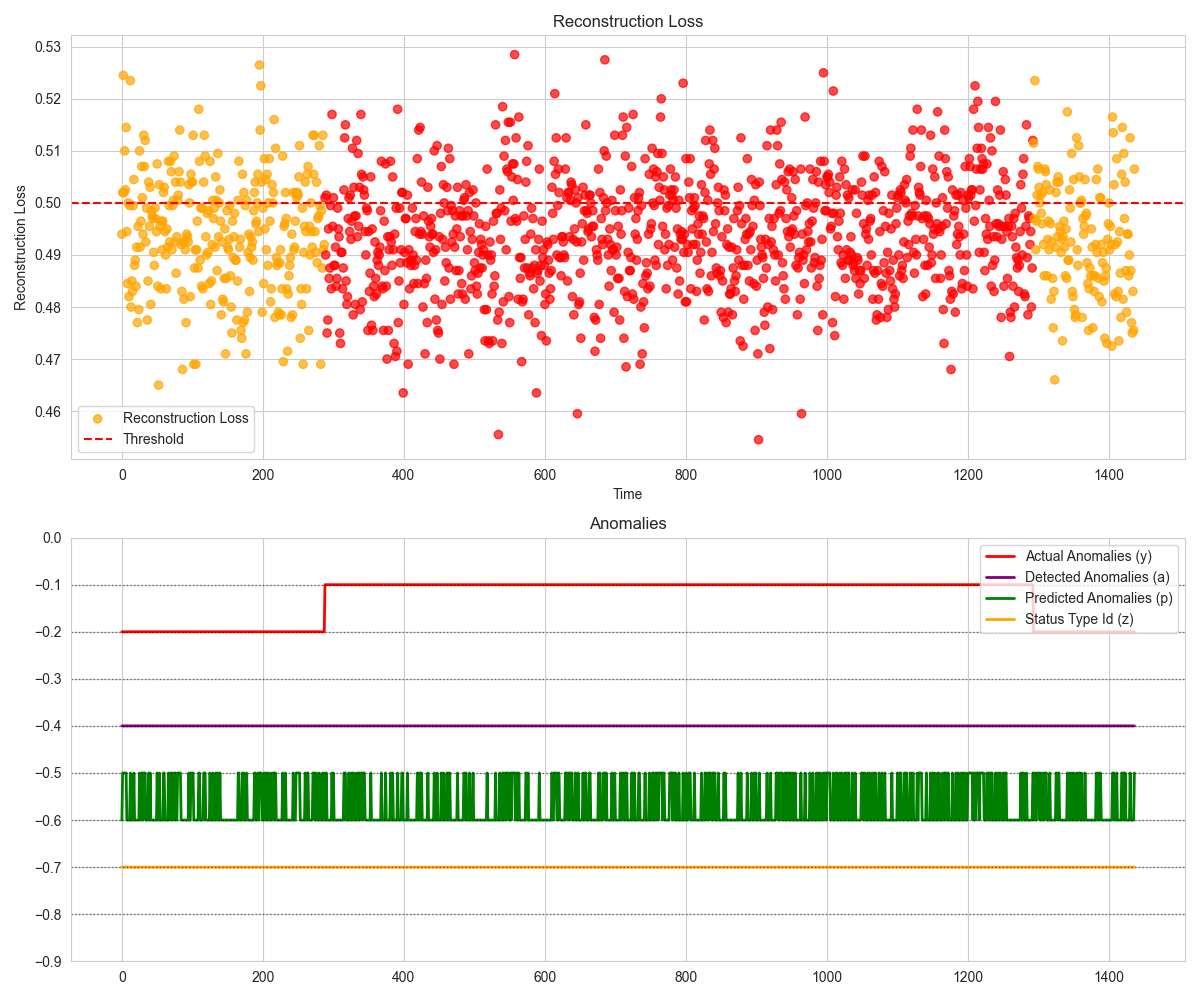 Reconstruction Loss
0.53
0.52
0.51
0.50
0.49
0.48
0.47
0.46
Reconstruction Loss
Reconstruction Loss
Threshold
0 200 400 600 800 1000 1200 1400
Time
Anomalies
0.0
−0.1
−0.2
−0.3
−0.4
−0.5
−0.6
−0.7
−0.8
−0.9
Actual Anomalies (y)
Detected Anomalies (a)
Predicted Anomalies (p)
Status Type Id (z)
0 200 400 600 800 1000 1200 1400